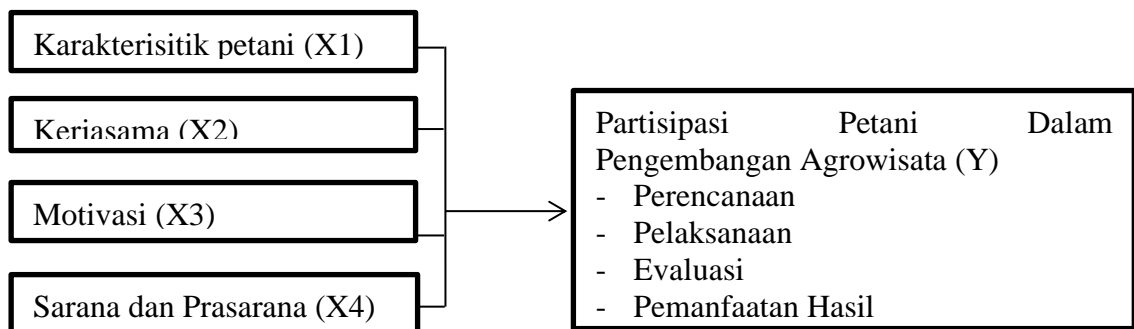 Karakterisitik petani (X1)
Kerjasama (X2)
Motivasi (X3)
Sarana dan Prasarana (X4)
Partisipasi Petani Dalam
Pengembangan Agrowisata (Y)
- Perencanaan
- Pelaksanaan
- Evaluasi
- Pemanfaatan Hasil